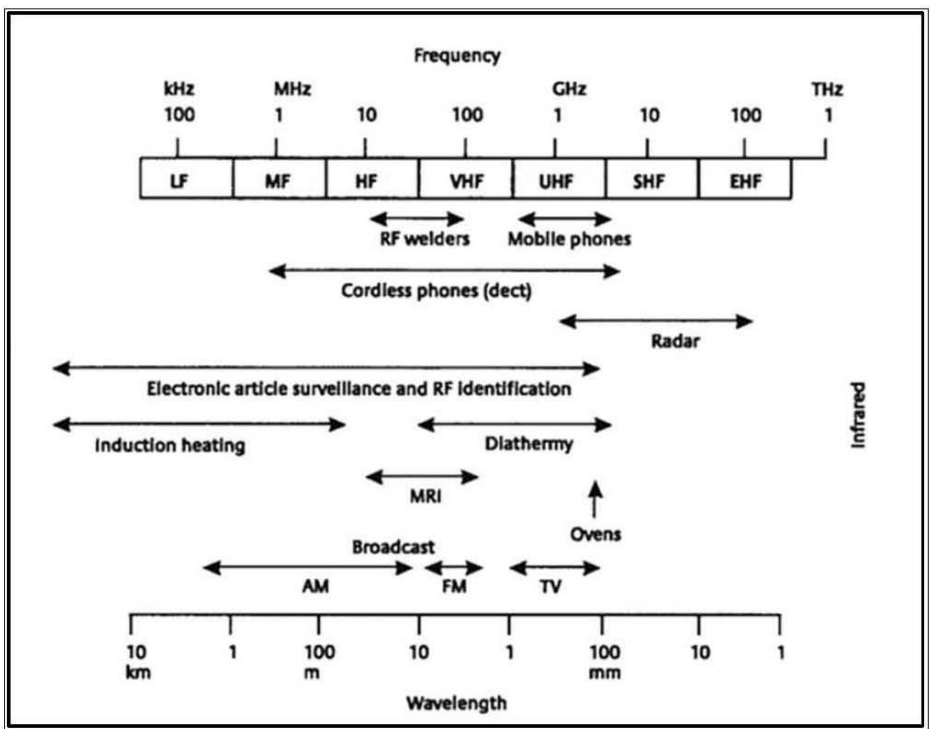 Frequency
kHz MHz GHz THz
100 1 10 100 1 10 100 1
LF MF HF VHF UHF SHF EHF
RF welders Mobile phones
Cordless phones (dect)
Radar
Electronic article surveillance and RF identification
Infrared
Induction heating Diathermy
MRI
Ovens
Broadcast
AM FM TV
10 1 100 10 1 100 10 1
km m mm
Wavelength